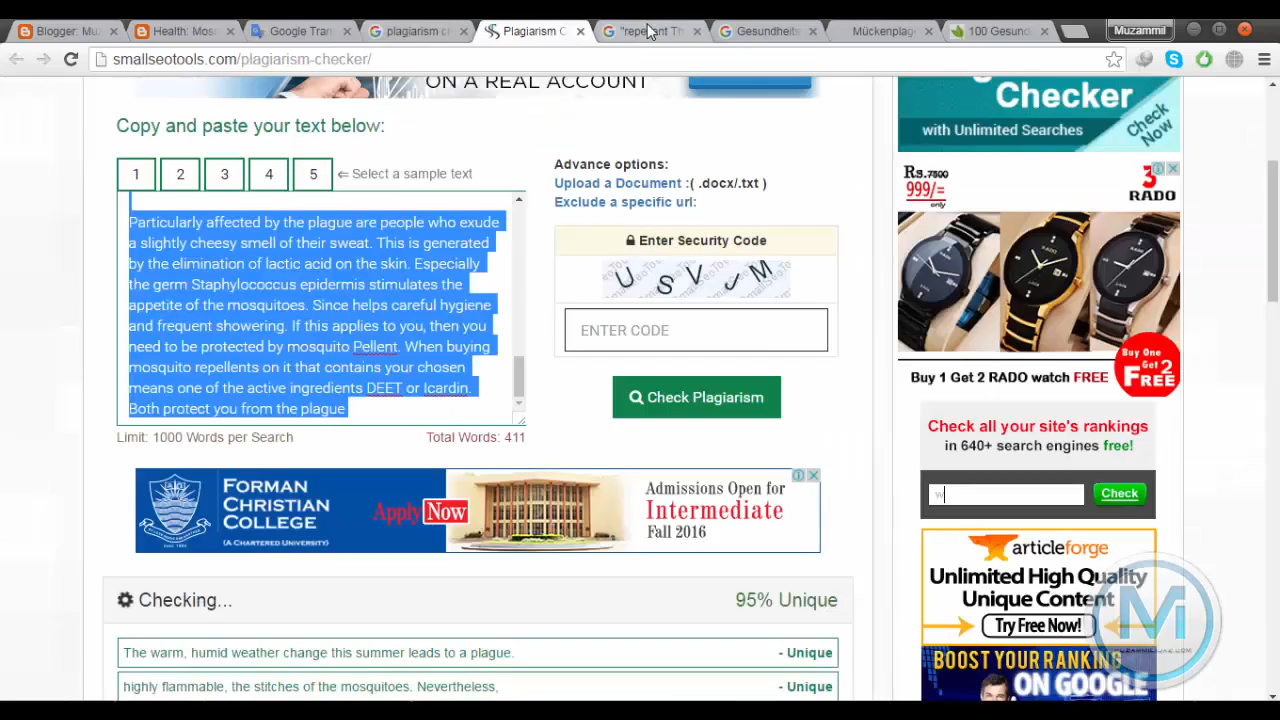 Blogger: Mu
Health: Mos
Google Tran
plagiarism c
Plagiarism C
"repellant Th
Gesundheits
Mückenplag
100 Gesund
Muzammil
smallseotools.com/plagiarism-checker/
ON A REAL ACCOUNT
Checker
with Unlimited Searches
Check Now
Copy and paste your text below:
1 2 3 4 5 ⇐ Select a sample text
Particularly affected by the plague are people who exude
a slightly cheesy smell of their sweat. This is generated
by the elimination of lactic acid on the skin. Especially
the germ Staphylococcus epidermis stimulates the
appetite of the mosquitoes. Since helps careful hygiene
and frequent showering. If this applies to you, then you
need to be protected by mosquito Pellent. When buying
mosquito repellents on it that contains your chosen
means one of the active ingredients DEET or Icardin.
Both protect you from the plague
Limit: 1000 Words per Search
Total Words: 411
Advance options:
Upload a Document :( .docx/.txt )
Exclude a specific url:
Enter Security Code
U S V J M
ENTER CODE
Check Plagiarism
Rs.7500
999/=
only
RADO
Buy 1 Get 2 RADO watch FREE
Buy One
Get 2
FREE
Check all your site's rankings
in 640+ search engines free!
w
Check
FORMAN
CHRISTIAN
COLLEGE
(A CHARTERED UNIVERSITY)
Apply Now
Admissions Open for
Intermediate
Fall 2016
articleforge
Unlimited High Quality
Unique Content
Try Free Now!
BOOST YOUR RANKING
ON GOOGLE
Checking...
95% Unique
The warm, humid weather change this summer leads to a plague.
- Unique
highly flammable, the stitches of the mosquitoes. Nevertheless,
- Unique